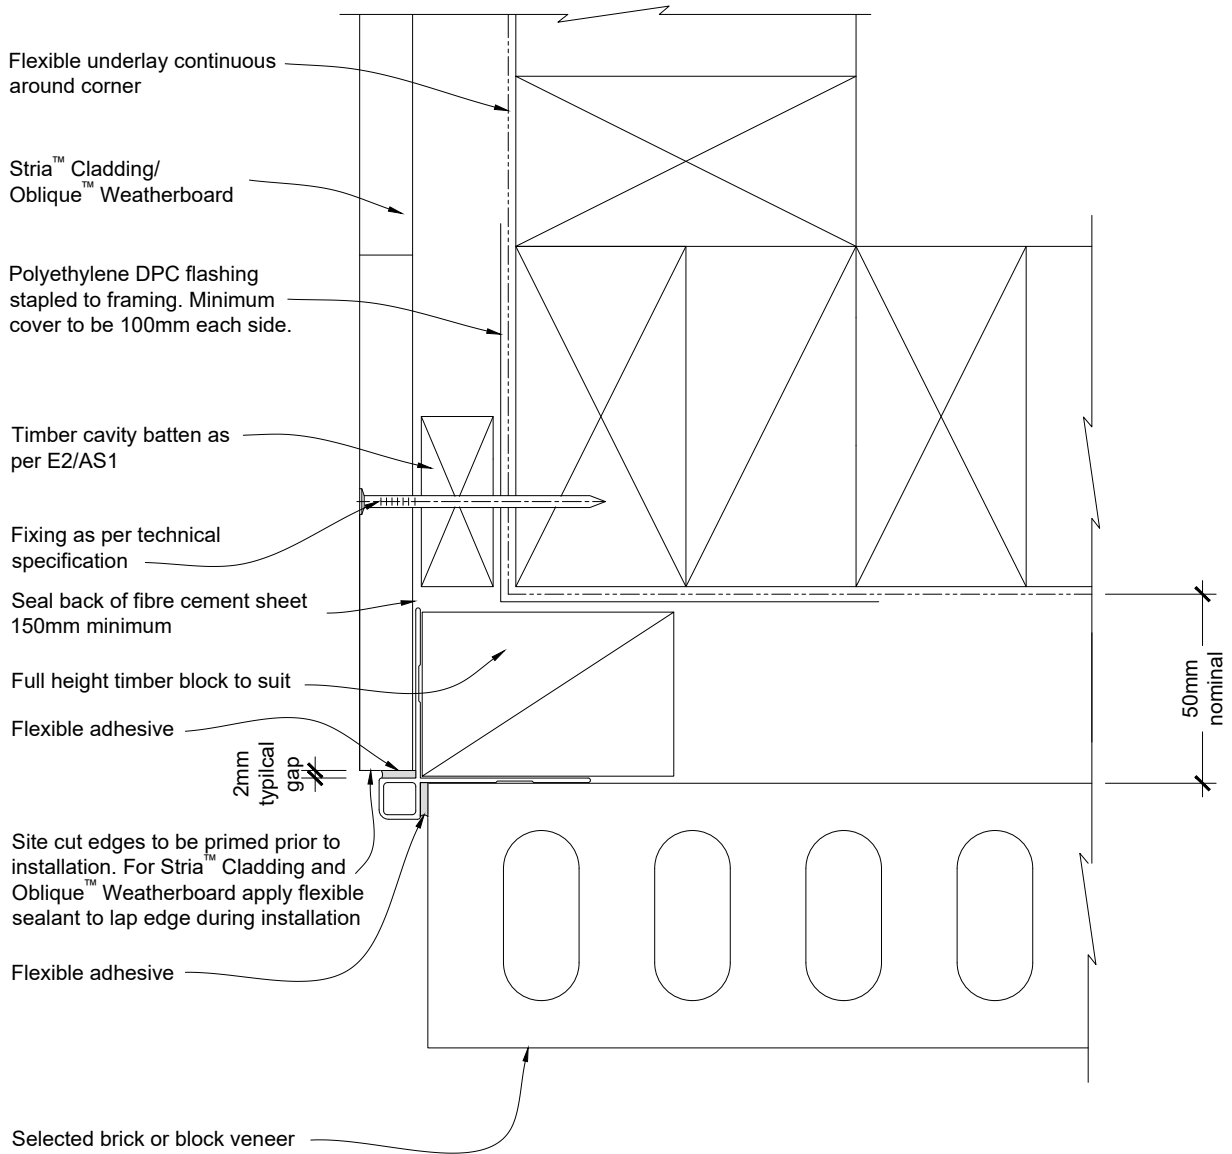 Flexible underlay continuous
around corner
Stria™ Cladding/
Oblique™ Weatherboard
Polyethylene DPC flashing
stapled to framing. Minimum
cover to be 100mm each side.
Timber cavity batten as
per E2/AS1
Fixing as per technical
specification
Seal back of fibre cement sheet
150mm minimum
Full height timber block to suit
50mm
nominal
Flexible adhesive
2mm
typilcal
gap
Site cut edges to be primed prior to
installation. For Stria™ Cladding and
Oblique™ Weatherboard apply flexible
sealant to lap edge during installation
Flexible adhesive
Selected brick or block veneer